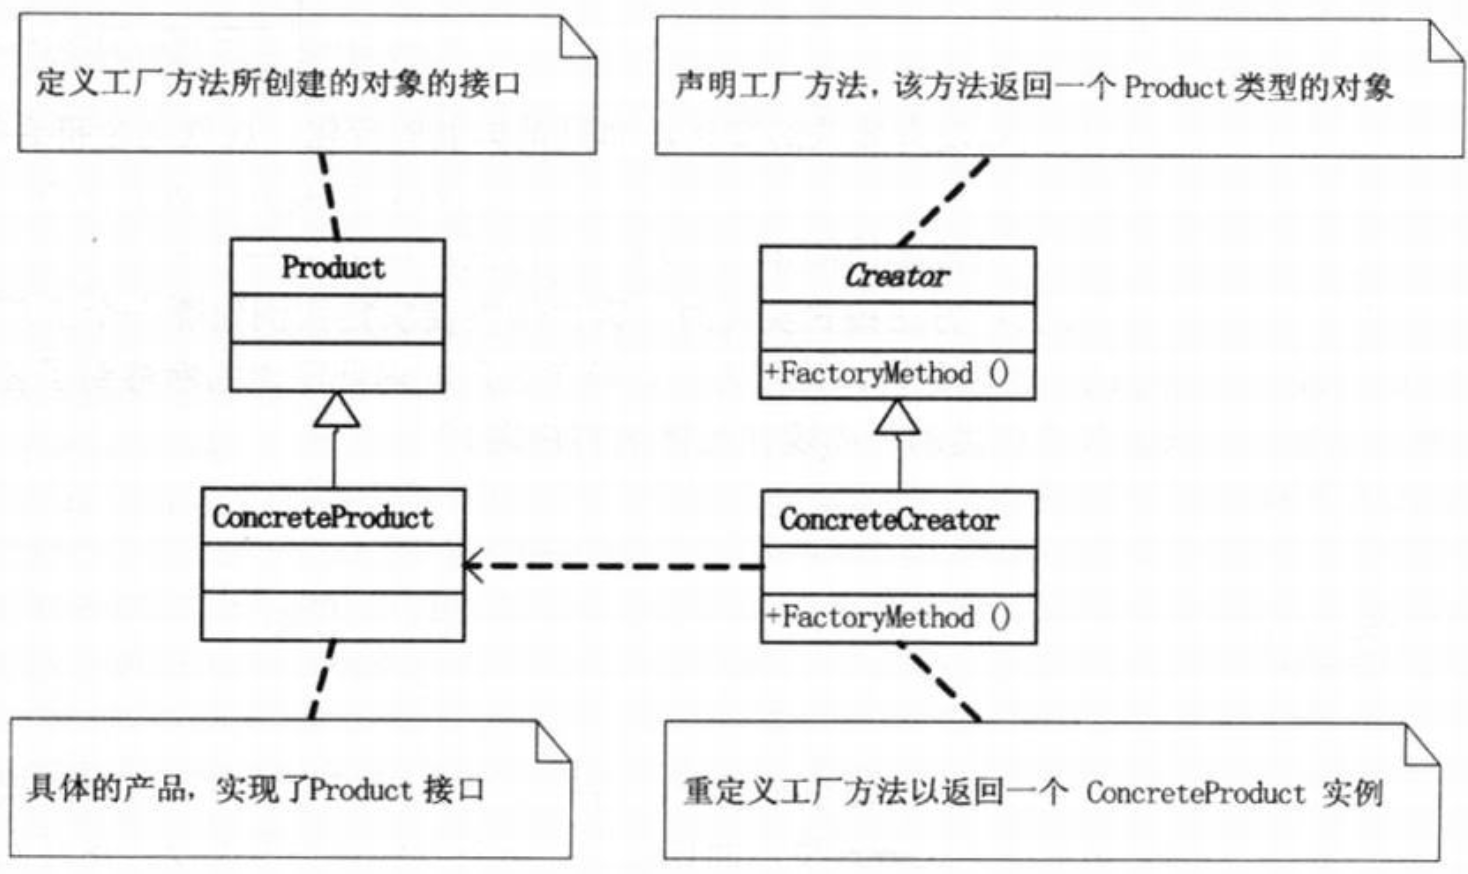 定义工厂方法所创建的对象的接口
声明工厂方法，该方法返回一个 Product 类型的对象
Product
Creator
+FactoryMethod ()
ConcreteProduct
ConcreteCreator
+FactoryMethod ()
具体的产品，实现了Product 接口
重定义工厂方法以返回一个 ConcreteProduct 实例